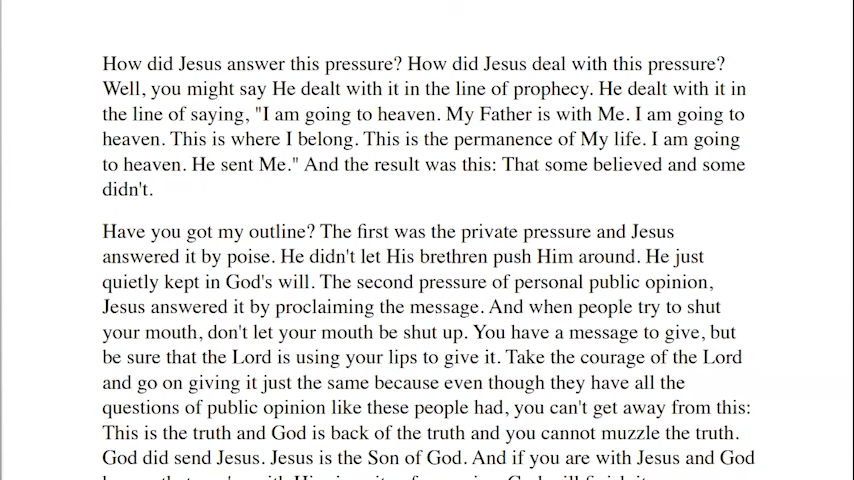 How did Jesus answer this pressure? How did Jesus deal with this pressure?
Well, you might say He dealt with it in the line of prophecy. He dealt with it in
the line of saying, "I am going to heaven. My Father is with Me. I am going to
heaven. This is where I belong. This is the permanence of My life. I am going
to heaven. He sent Me." And the result was this: That some believed and some
didn't.
Have you got my outline? The first was the private pressure and Jesus
answered it by poise. He didn't let His brethren push Him around. He just
quietly kept in God's will. The second pressure of personal public opinion,
Jesus answered it by proclaiming the message. And when people try to shut
your mouth, don't let your mouth be shut up. You have a message to give, but
be sure that the Lord is using your lips to give it. Take the courage of the Lord
and go on giving it just the same because even though they have all the
questions of public opinion like these people had, you can't get away from this:
This is the truth and God is back of the truth and you cannot muzzle the truth.
God did send Jesus. Jesus is the Son of God. And if you are with Jesus and God